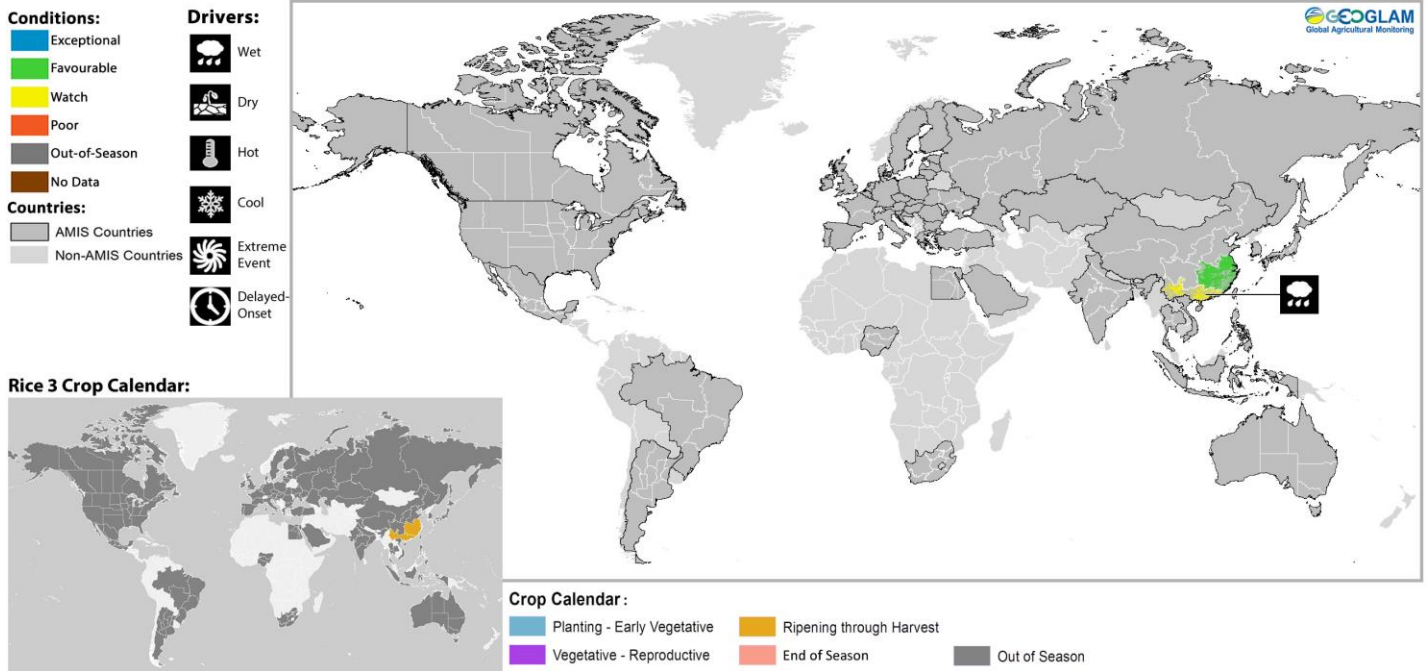 Conditions:
Exceptional
Favourable
Watch
Poor
Out-of-Season
No Data
Countries:
AMIS Countries
Non-AMIS Countries
Drivers:
Wet
Dry
Hot
Cool
Extreme
Event
Delayed-
Onset
GEOGLAM
Global Agricultural Monitoring
Rice 3 Crop Calendar:
Crop Calendar :
Planting - Early Vegetative
Vegetative - Reproductive
Ripening through Harvest
End of Season
Out of Season